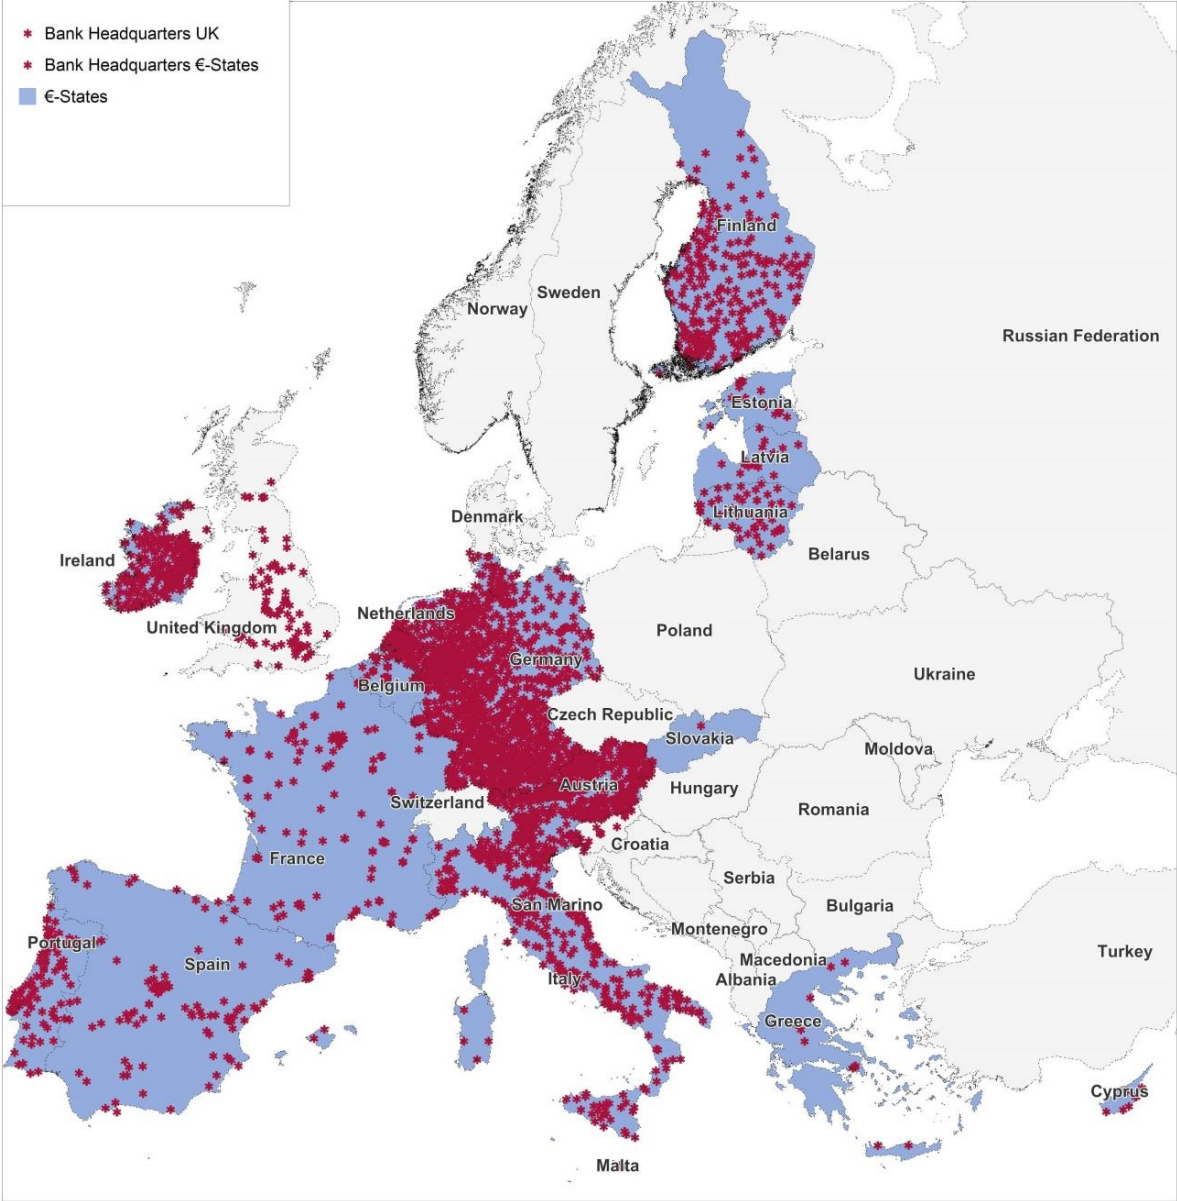 Bank Headquarters UK
Bank Headquarters €-States
€-States
Finland
Sweden
Norway
Russian Federation
Estonia
Latvia
Lithuania
Denmark
Belarus
Ireland
Netherlands
United Kingdom
Poland
Germany
Belgium
Ukraine
Czech Republic
Slovakia
Moldova
Austria
Hungary
Switzerland
Romania
Croatia
France
Serbia
San Marino
Bulgaria
Montenegro
Portugal
Macedonia
Turkey
Spain
Italy
Albania
Greece
Cyprus
Malta